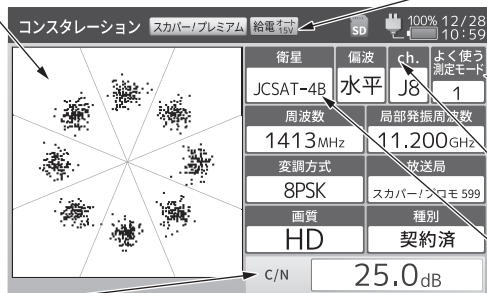 コンスタレーション スカパー!プレミアム 給電 オート 15V SD 100% 12/28 10:59
衛星 偏波 ch. よく使う測定モード
JCSAT-4B 水平 J8 1
周波数 局部発振周波数
1413MHz 11.200GHz
変調方式 放送局
8PSK スカパー!プロモ 599
画質 種別
HD 契約済
C/N 25.0dB